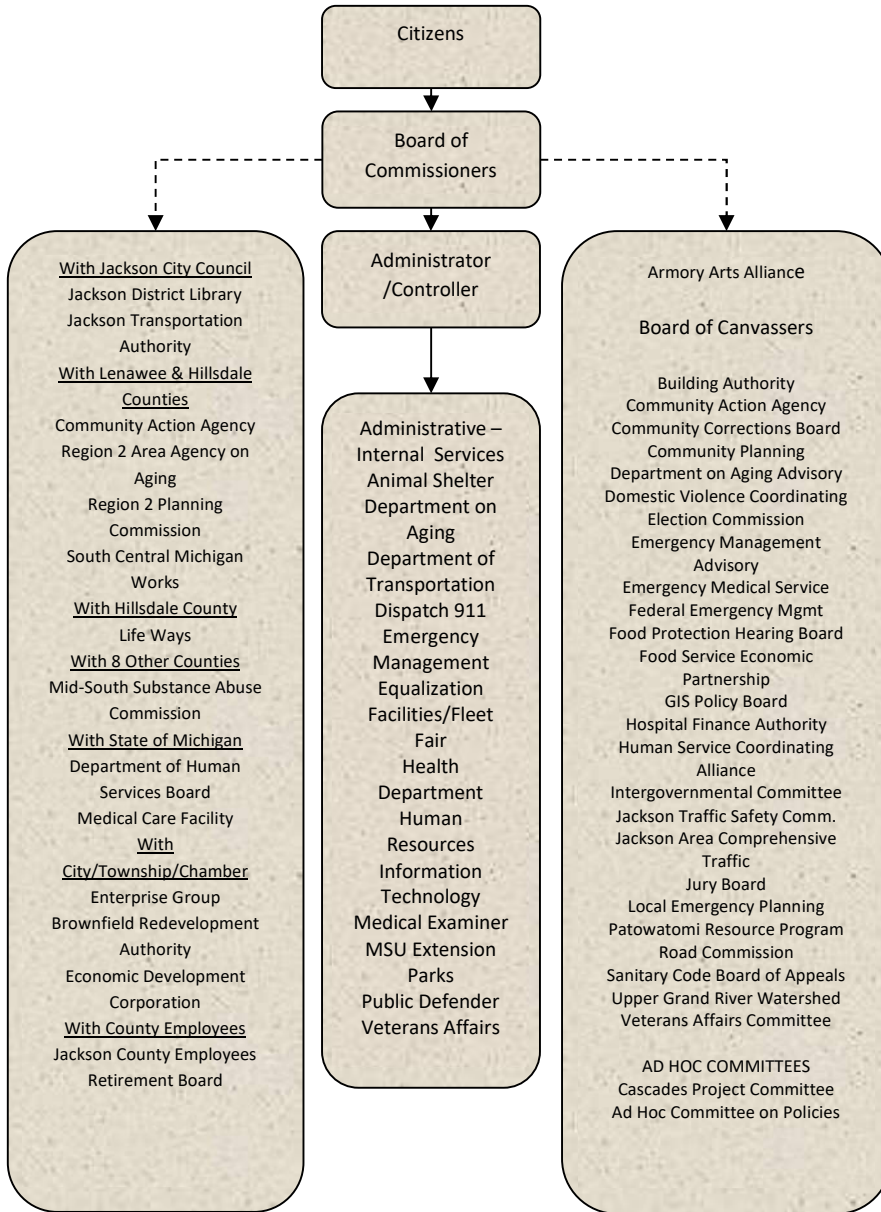 Citizens
Board of
Commissioners
Administrator
/Controller
With Jackson City Council
Jackson District Library
Jackson Transportation
Authority
With Lenawee & Hillsdale
Counties
Community Action Agency
Region 2 Area Agency on
Aging
Region 2 Planning
Commission
South Central Michigan
Works
With Hillsdale County
Life Ways
With 8 Other Counties
Mid-South Substance Abuse
Commission
With State of Michigan
Department of Human
Services Board
Medical Care Facility
With
City/Township/Chamber
Enterprise Group
Brownfield Redevelopment
Authority
Economic Development
Corporation
With County Employees
Jackson County Employees
Retirement Board
Administrative –
Internal Services
Animal Shelter
Department on
Aging
Department of
Transportation
Dispatch 911
Emergency
Management
Equalization
Facilities/Fleet
Fair
Health
Department
Human
Resources
Information
Technology
Medical Examiner
MSU Extension
Parks
Public Defender
Veterans Affairs
Armory Arts Alliance
Board of Canvassers
Building Authority
Community Action Agency
Community Corrections Board
Community Planning
Department on Aging Advisory
Domestic Violence Coordinating
Election Commission
Emergency Management
Advisory
Emergency Medical Service
Federal Emergency Mgmt
Food Protection Hearing Board
Food Service Economic
Partnership
GIS Policy Board
Hospital Finance Authority
Human Service Coordinating
Alliance
Intergovernmental Committee
Jackson Traffic Safety Comm.
Jackson Area Comprehensive
Traffic
Jury Board
Local Emergency Planning
Patowatomi Resource Program
Road Commission
Sanitary Code Board of Appeals
Upper Grand River Watershed
Veterans Affairs Committee
AD HOC COMMITTEES
Cascades Project Committee
Ad Hoc Committee on Policies